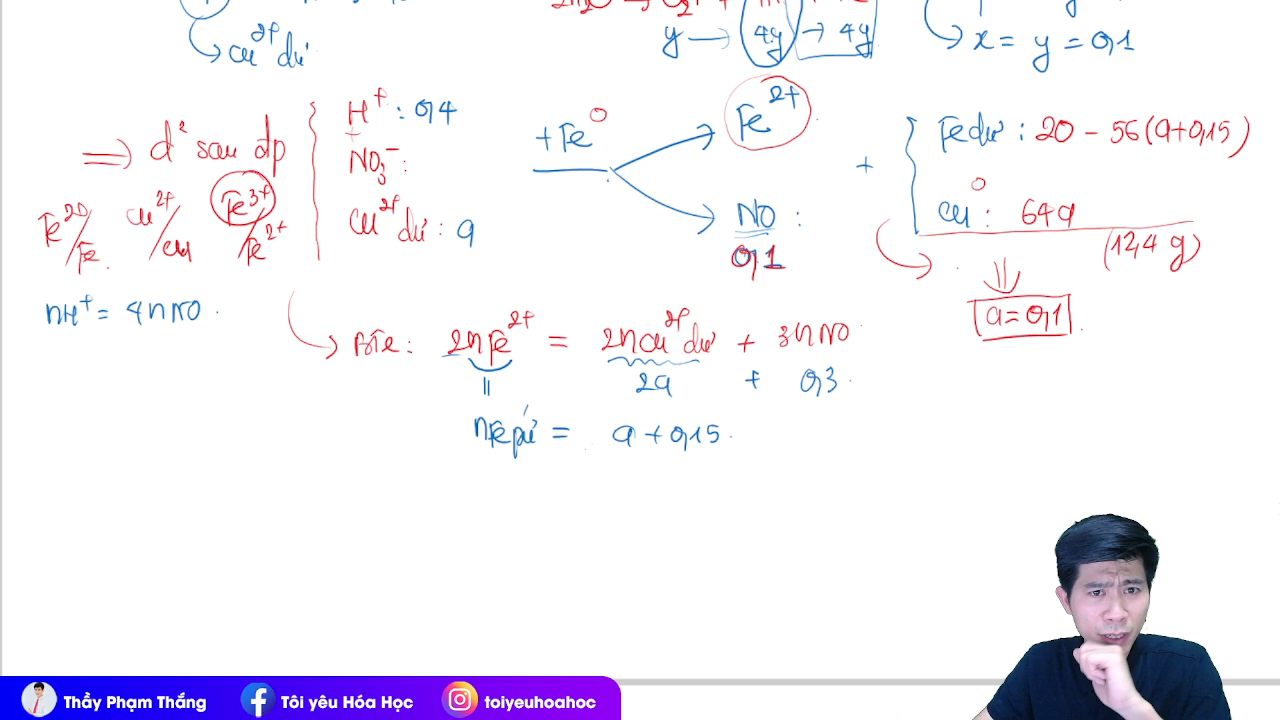 2+
Cu dư
y → 4y → 4y
x = y = 0,1
⇒ d² sau đp
H⁺ : 0,4
NO₃⁻ :
Cu²⁺ dư : a
+Fe⁰
Fe²⁺
NO :
0,1
+
Fe dư : 20 - 56(a+0,15)
Cu⁰ : 64a
(12,4 g)
⇓
a = 0,1
Fe²⁺/Fe Cu²⁺/Cu Fe³⁺/Fe²⁺
nH⁺ = 4nNO
BTe: 2nFe²⁺ = 2nCu²⁺dư + 3nNO
2a + 0,3
nFe pứ = a + 0,15
Thầy Phạm Thắng
Tôi yêu Hóa Học
toiyeuhoahoc